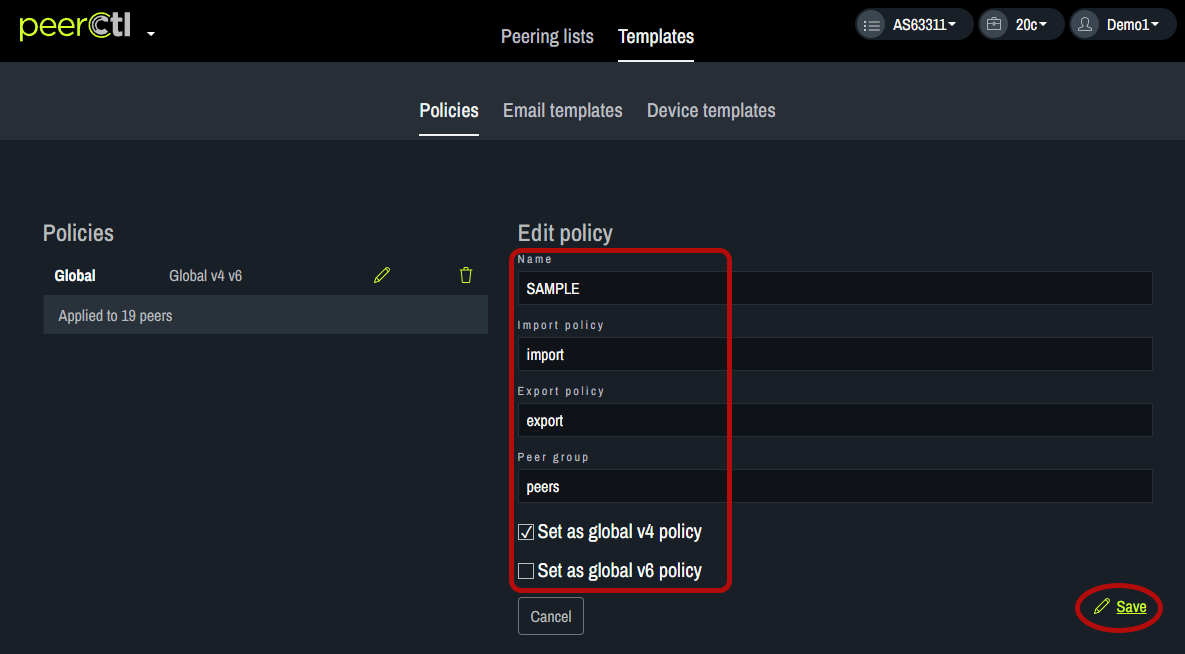 peerCtl
Peering lists
Templates
AS63311
20c
Demo1
Policies
Email templates
Device templates
Policies
Global
Global v4 v6
Applied to 19 peers
Edit policy
Name
SAMPLE
Import policy
import
Export policy
export
Peer group
peers
Set as global v4 policy
Set as global v6 policy
Cancel
Save